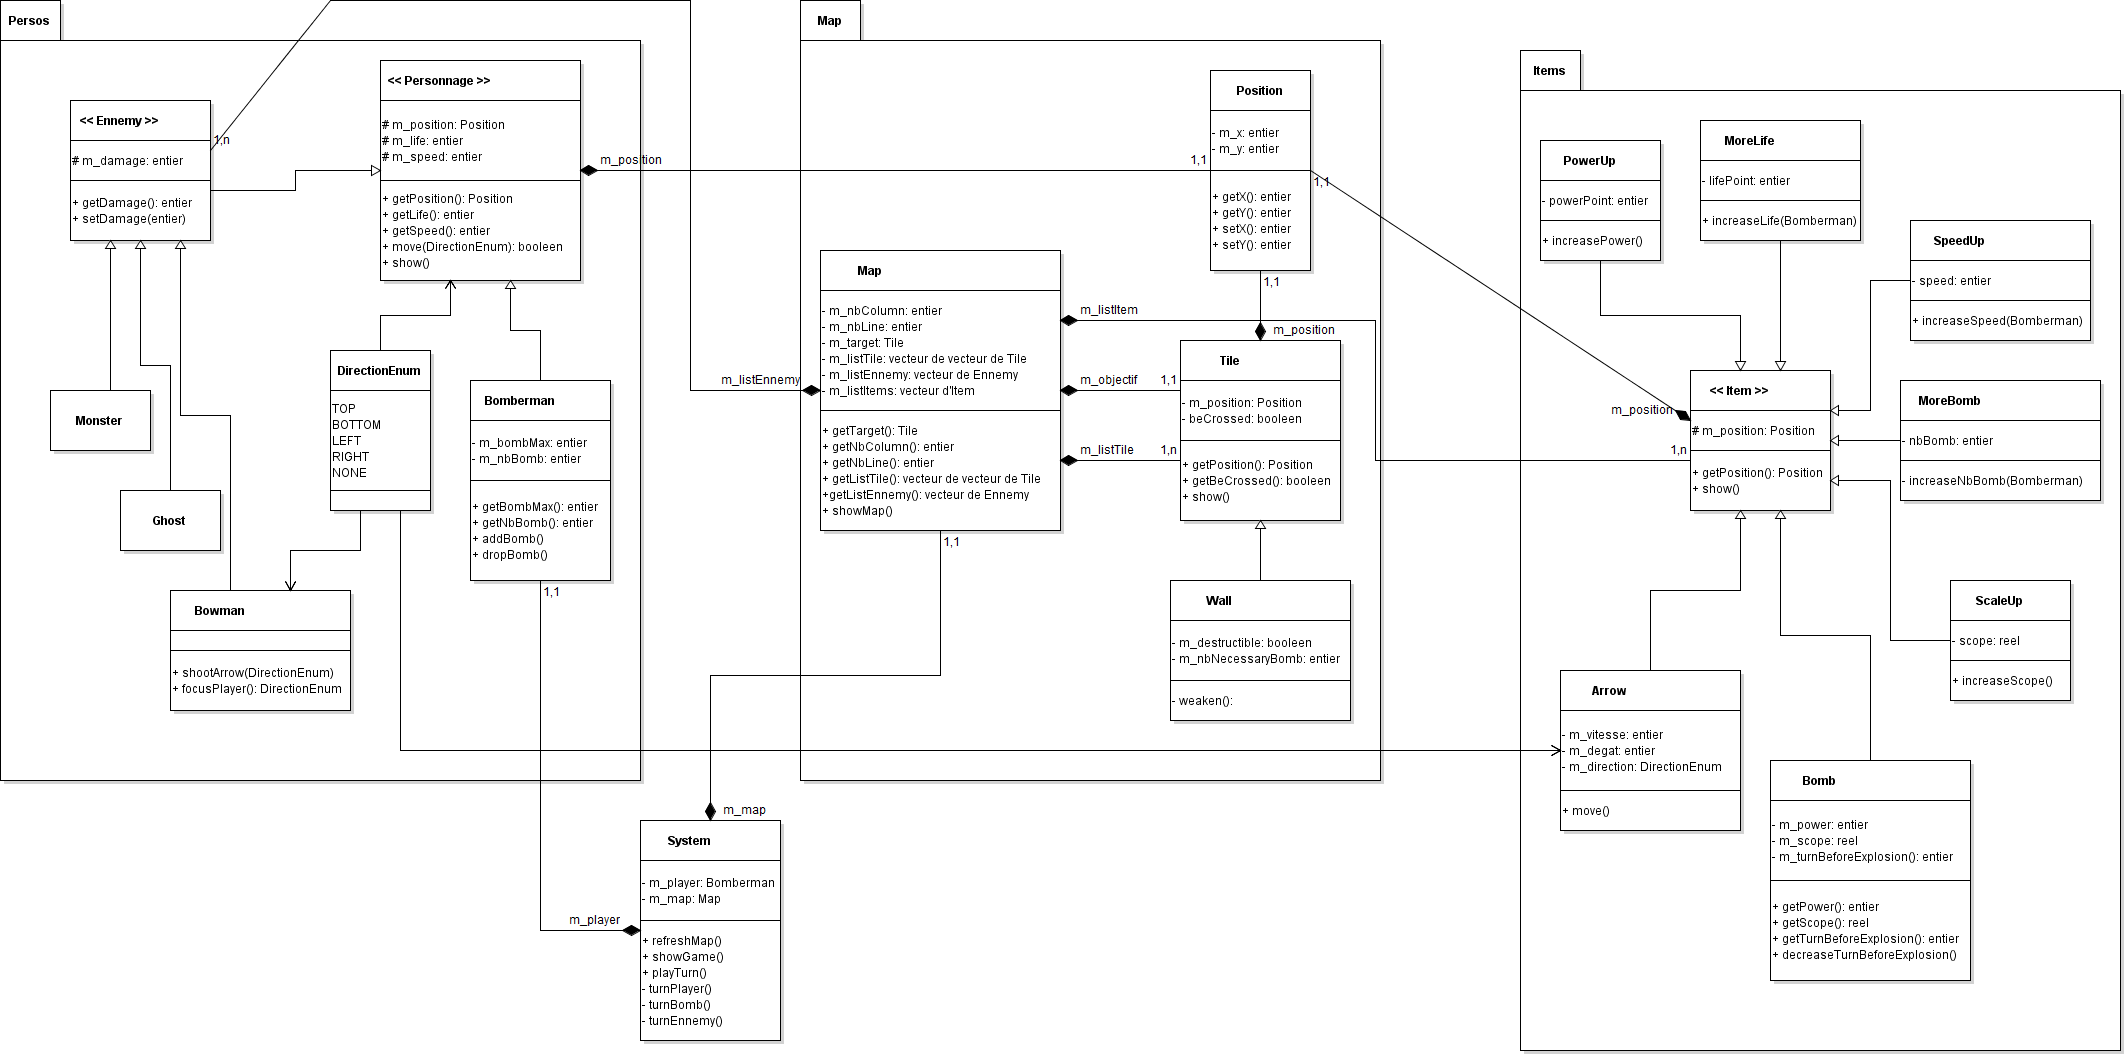 Persos
<< Ennemy >>
# m_damage: entier
+ getDamage(): entier
+ setDamage(entier)
1,n
<< Personnage >>
# m_position: Position
# m_life: entier
# m_speed: entier
+ getPosition(): Position
+ getLife(): entier
+ getSpeed(): entier
+ move(DirectionEnum): booleen
+ show()
m_position
1,1
Monster
Ghost
Bowman
+ shootArrow(DirectionEnum)
+ focusPlayer(): DirectionEnum
DirectionEnum
TOP
BOTTOM
LEFT
RIGHT
NONE
Bomberman
- m_bombMax: entier
- m_nbBomb: entier
+ getBombMax(): entier
+ getNbBomb(): entier
+ addBomb()
+ dropBomb()
1,1
Map
Position
- m_x: entier
- m_y: entier
+ getX(): entier
+ getY(): entier
+ setX(): entier
+ setY(): entier
1,1
1,1
m_position
Map
- m_nbColumn: entier
- m_nbLine: entier
- m_target: Tile
- m_listTile: vecteur de vecteur de Tile
- m_listEnnemy: vecteur de Ennemy
- m_listItems: vecteur d'Item
+ getTarget(): Tile
+ getNbColumn(): entier
+ getNbLine(): entier
+ getListTile(): vecteur de vecteur de Tile
+getListEnnemy(): vecteur de Ennemy
+ showMap()
1,1
m_listEnnemy
m_listItem
m_objectif
1,1
m_listTile
1,n
Tile
- m_position: Position
- beCrossed: booleen
+ getPosition(): Position
+ getBeCrossed(): booleen
+ show()
Wall
- m_destructible: booleen
- m_nbNecessaryBomb: entier
- weaken():
m_map
System
- m_player: Bomberman
- m_map: Map
+ refreshMap()
+ showGame()
+ playTurn()
- turnPlayer()
- turnBomb()
- turnEnnemy()
m_player
Items
PowerUp
- powerPoint: entier
+ increasePower()
MoreLife
- lifePoint: entier
+ increaseLife(Bomberman)
SpeedUp
- speed: entier
+ increaseSpeed(Bomberman)
m_position
1,n
<< Item >>
# m_position: Position
+ getPosition(): Position
+ show()
MoreBomb
- nbBomb: entier
- increaseNbBomb(Bomberman)
ScaleUp
- scope: reel
+ increaseScope()
Arrow
- m_vitesse: entier
- m_degat: entier
- m_direction: DirectionEnum
+ move()
Bomb
- m_power: entier
- m_scope: reel
- m_turnBeforeExplosion(): entier
+ getPower(): entier
+ getScope(): reel
+ getTurnBeforeExplosion(): entier
+ decreaseTurnBeforeExplosion()